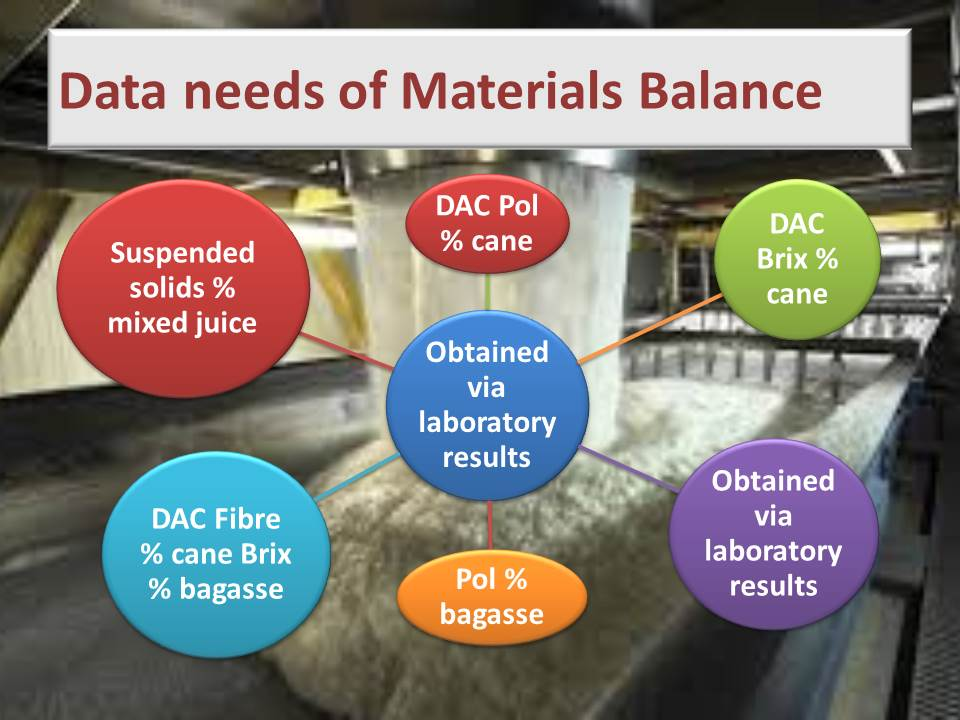 Data needs of Materials Balance
Suspended
solids %
mixed juice
DAC Pol
% cane
DAC
Brix %
cane
Obtained
via
laboratory
results
DAC Fibre
% cane Brix
% bagasse
Pol %
bagasse
Obtained
via
laboratory
results